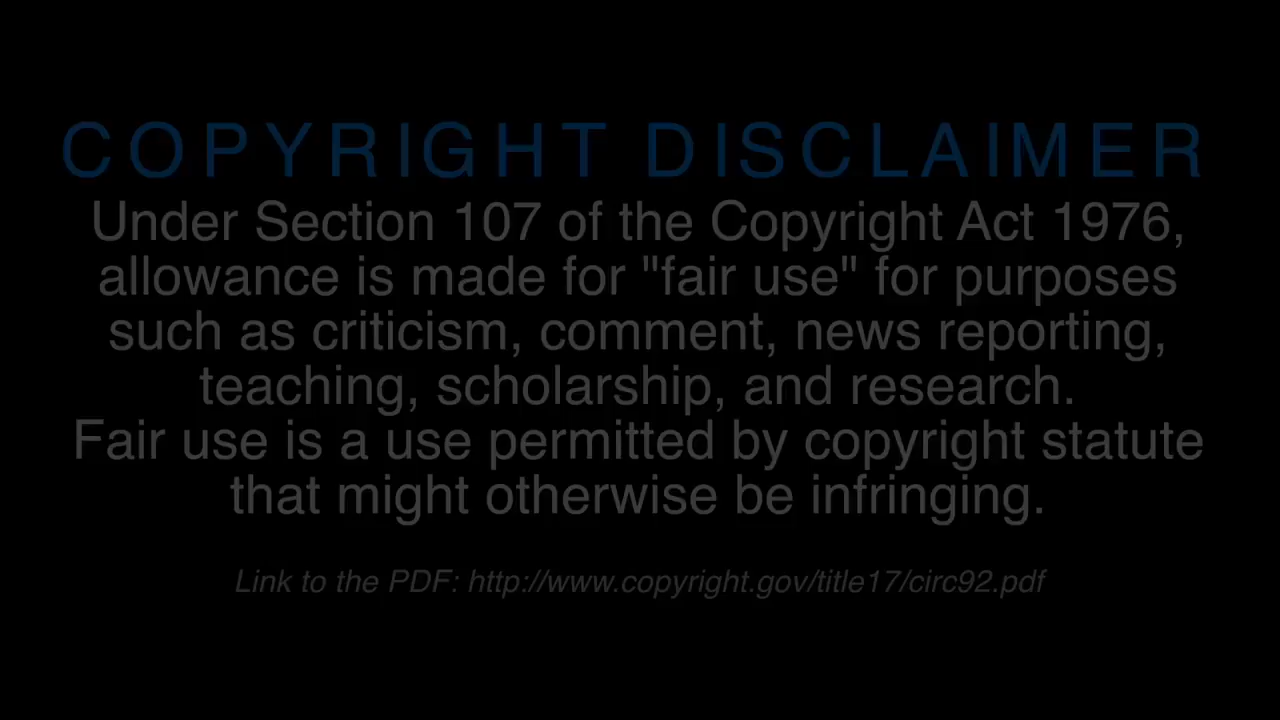 COPYRIGHT DISCLAIMER
Under Section 107 of the Copyright Act 1976,
allowance is made for "fair use" for purposes
such as criticism, comment, news reporting,
teaching, scholarship, and research.
Fair use is a use permitted by copyright statute
that might otherwise be infringing.
Link to the PDF: http://www.copyright.gov/title17/circ92.pdf